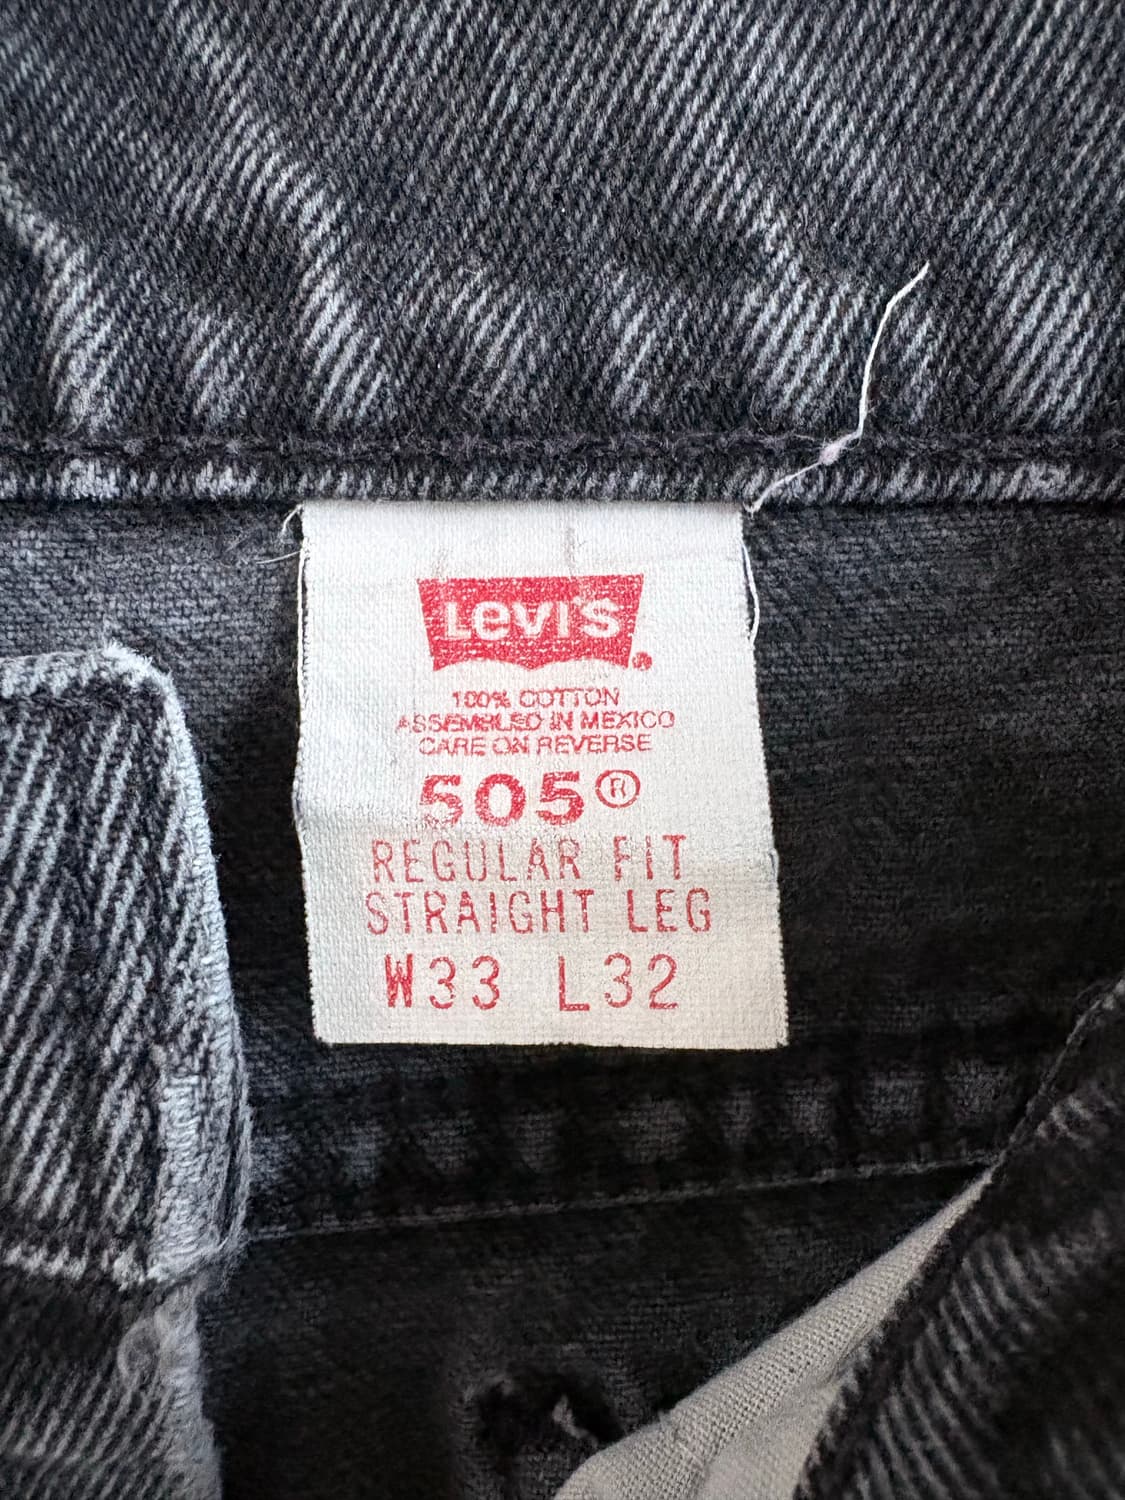 Levi's
100% COTTON
ASSEMBLED IN MEXICO
CARE ON REVERSE
505®
REGULAR FIT
STRAIGHT LEG
W33 L32